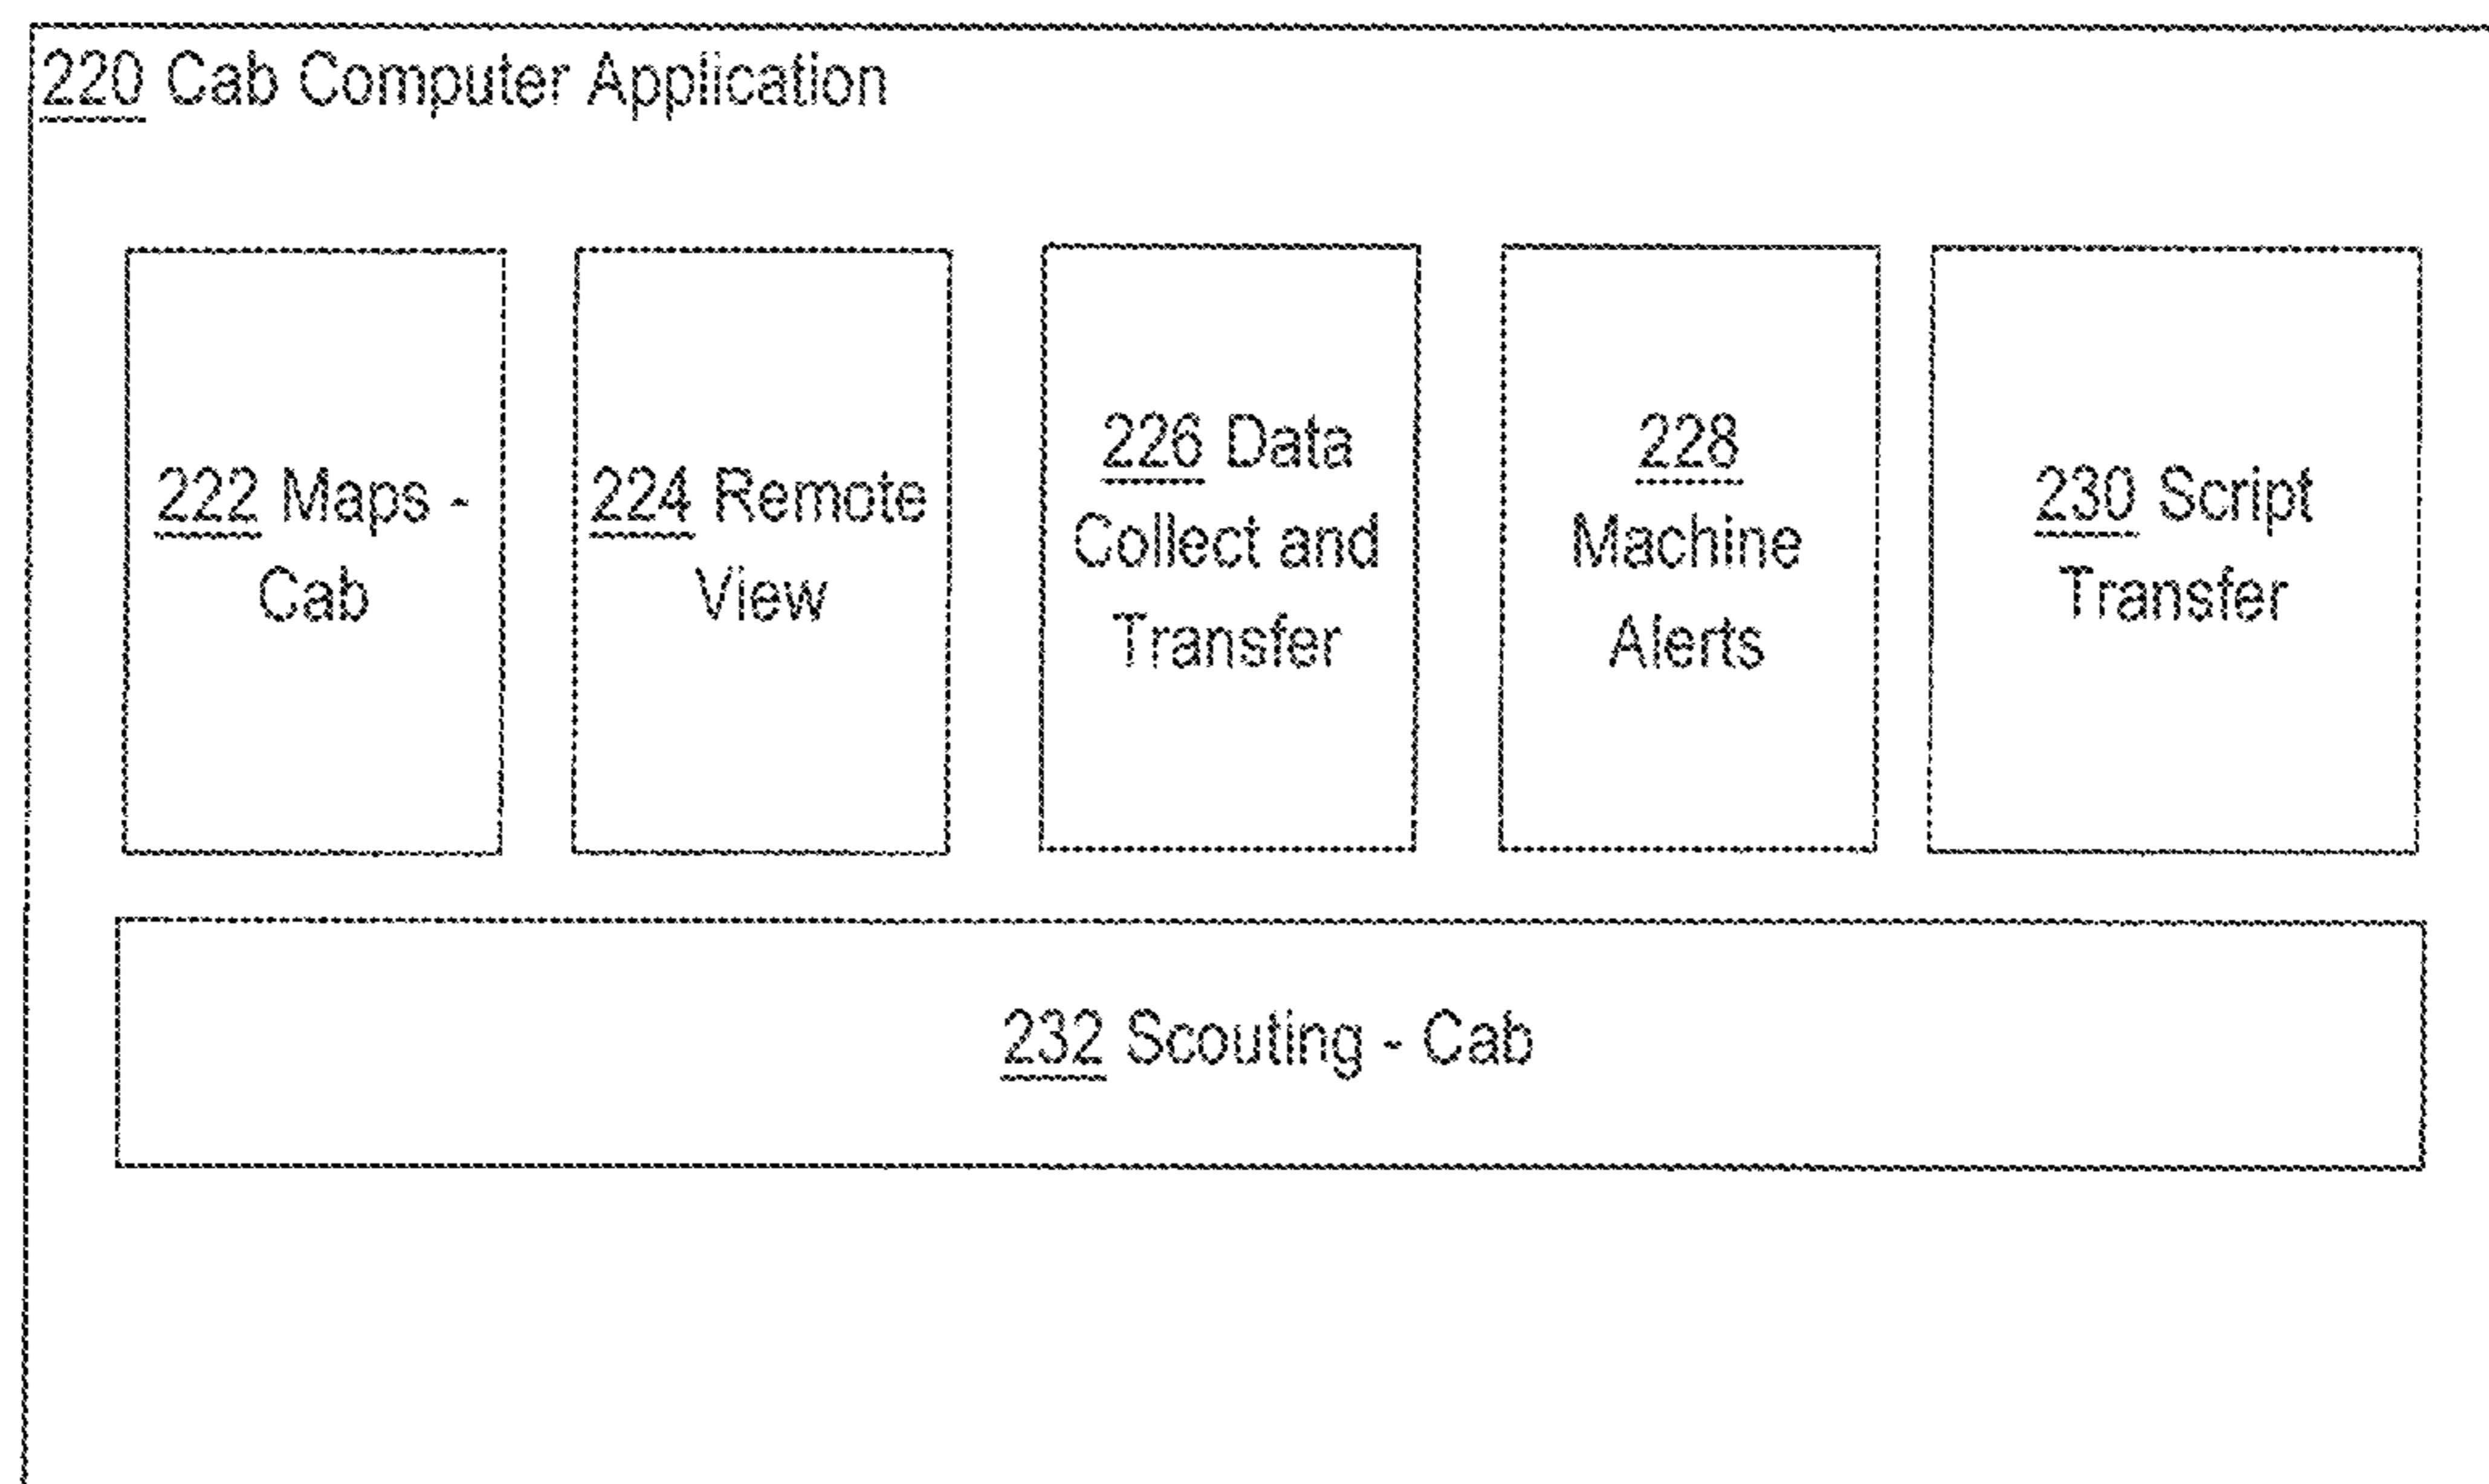 220 Cab Computer Application
222 Maps -
Cab
224 Remote
View
226 Data
Collect and
Transfer
228
Machine
Alerts
230 Script
Transfer
232 Scouting - Cab